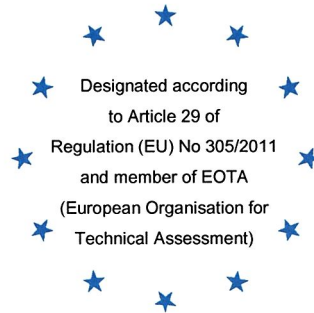 Designated according
to Article 29 of
Regulation (EU) No 305/2011
and member of EOTA
(European Organisation for
Technical Assessment)